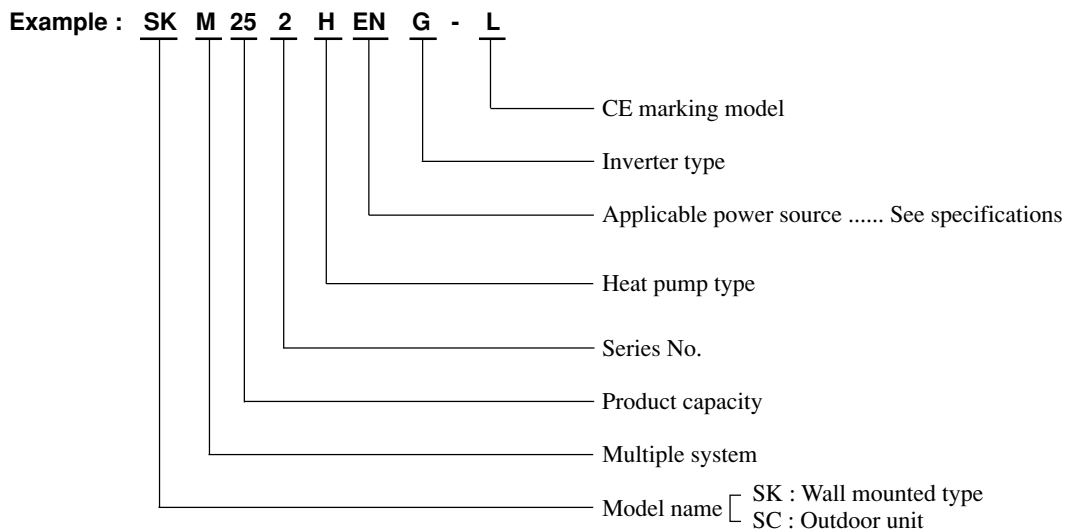 Example : SK M 25 2 H EN G - L
CE marking model
Inverter type
Applicable power source ...... See specifications
Heat pump type
Series No.
Product capacity
Multiple system
Model name SK : Wall mounted type
SC : Outdoor unit